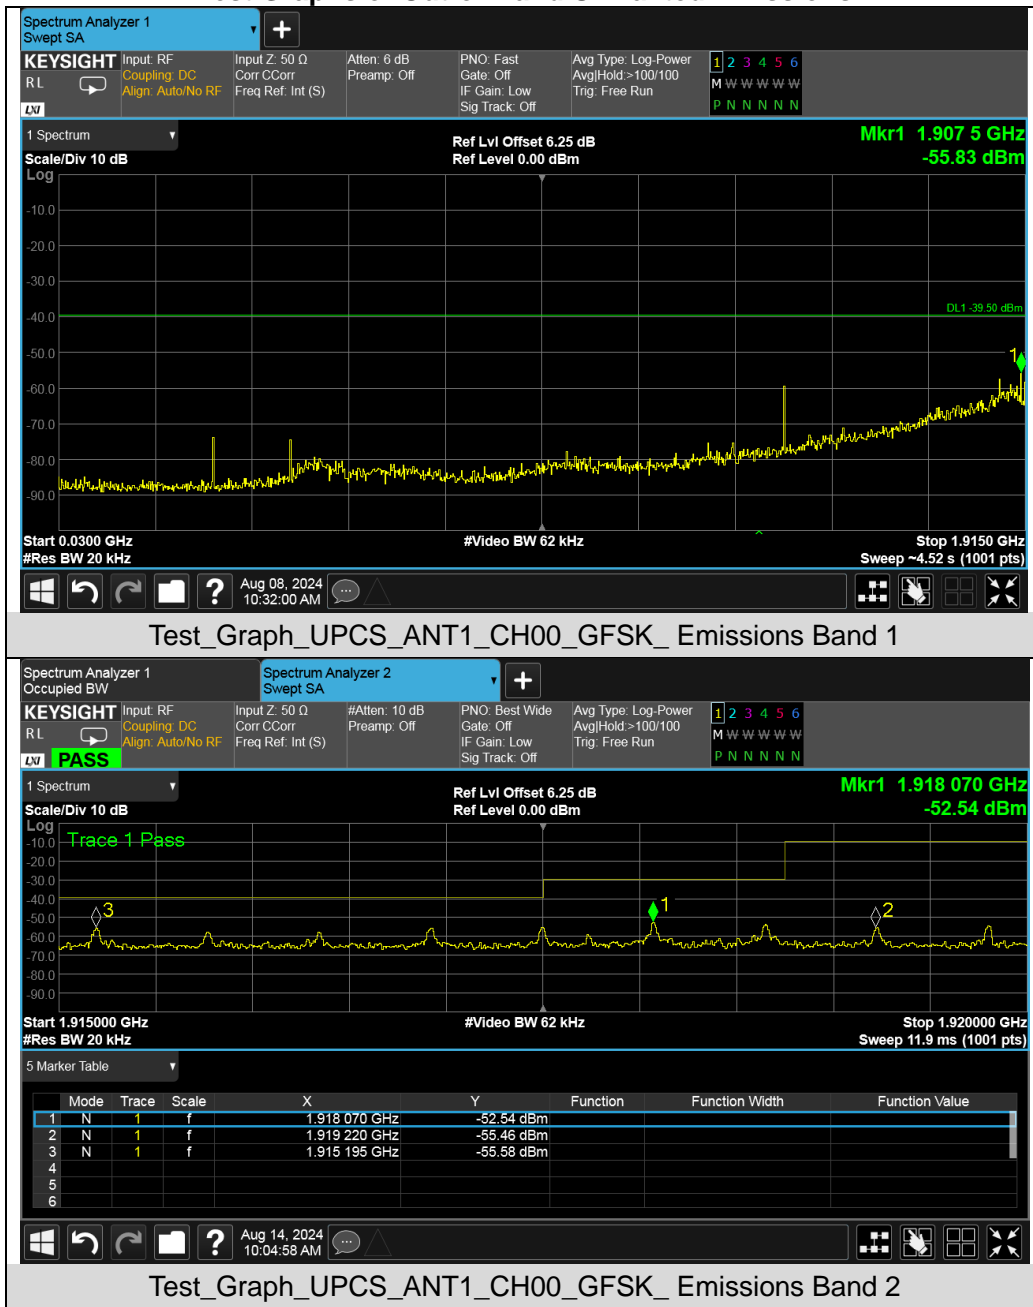 Spectrum Analyzer 1
Swept SA
+
KEYSIGHT
R L
LXI
Input: RF
Coupling: DC
Align: Auto/No RF
Input Z: 50 Ω
Corr CCorr
Freq Ref: Int (S)
Atten: 6 dB
Preamp: Off
PNO: Fast
Gate: Off
IF Gain: Low
Sig Track: Off
Avg Type: Log-Power
Avg|Hold:>100/100
Trig: Free Run
1 2 3 4 5 6
M W W W W W
P N N N N N
1 Spectrum
Scale/Div 10 dB
Ref Lvl Offset 6.25 dB
Ref Level 0.00 dBm
Mkr1 1.907 5 GHz
-55.83 dBm
Log
-10.0
-20.0
-30.0
DL1 -39.50 dBm
-40.0
-50.0
1
-60.0
-70.0
-80.0
-90.0
Start 0.0300 GHz
#Video BW 62 kHz
Stop 1.9150 GHz
#Res BW 20 kHz
Sweep ~4.52 s (1001 pts)
?
Aug 08, 2024
10:32:00 AM
Test_Graph_UPCS_ANT1_CH00_GFSK_ Emissions Band 1
Spectrum Analyzer 1
Occupied BW
Spectrum Analyzer 2
Swept SA
+
KEYSIGHT
R L
LXI PASS
Input: RF
Coupling: DC
Align: Auto/No RF
Input Z: 50 Ω
Corr CCorr
Freq Ref: Int (S)
#Atten: 10 dB
Preamp: Off
PNO: Best Wide
Gate: Off
IF Gain: Low
Sig Track: Off
Avg Type: Log-Power
Avg|Hold:>100/100
Trig: Free Run
1 2 3 4 5 6
M W W W W W
P N N N N N
1 Spectrum
Scale/Div 10 dB
Ref Lvl Offset 6.25 dB
Ref Level 0.00 dBm
Mkr1 1.918 070 GHz
-52.54 dBm
Log
Trace 1 Pass
-10.0
-20.0
-30.0
-40.0
3
1
2
-50.0
-60.0
-70.0
-80.0
-90.0
Start 1.915000 GHz
#Video BW 62 kHz
Stop 1.920000 GHz
#Res BW 20 kHz
Sweep 11.9 ms (1001 pts)
5 Marker Table
Mode Trace Scale X Y Function Function Width Function Value
1 N 1 f 1.918 070 GHz -52.54 dBm
2 N 1 f 1.919 220 GHz -55.46 dBm
3 N 1 f 1.915 195 GHz -55.58 dBm
4
5
6
?
Aug 14, 2024
10:04:58 AM
Test_Graph_UPCS_ANT1_CH00_GFSK_ Emissions Band 2